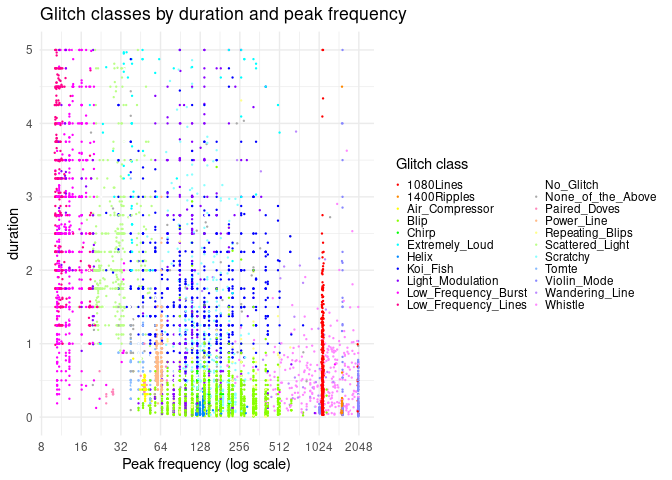 Glitch classes by duration and peak frequency
5
4
3
2
1
0
duration
8 16 32 64 128 256 512 1024 2048
Peak frequency (log scale)
Glitch class
1080Lines
1400Ripples
Air_Compressor
Blip
Chirp
Extremely_Loud
Helix
Koi_Fish
Light_Modulation
Low_Frequency_Burst
Low_Frequency_Lines
No_Glitch
None_of_the_Above
Paired_Doves
Power_Line
Repeating_Blips
Scattered_Light
Scratchy
Tomte
Violin_Mode
Wandering_Line
Whistle